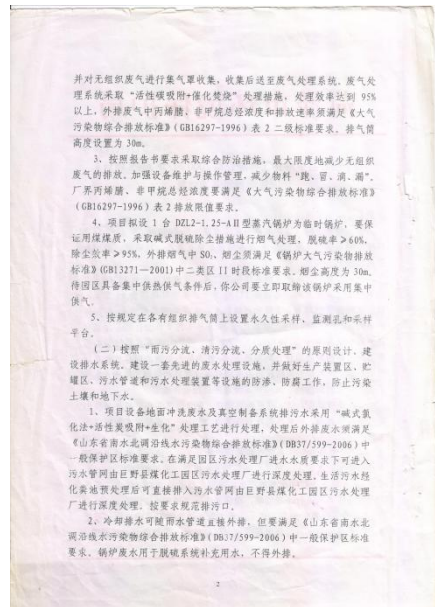 并对无组织废气进行集气罩收集，收集后送至废气处理系统。废气处
理系统采取“活性碳吸附+催化焚烧”处理措施，处理效率达到 95%
以上，外排废气中丙烯腈、非甲烷总烃浓度和排放速率须满足《大气
污染物综合排放标准》（GB16297-1996）表 2 二级标准要求。排气筒
高度设置为 30m。
3、按照报告书要求采取综合防治措施，最大限度地减少无组织
废气的排放。加强设备维护与操作管理，减少物料“跑、冒、滴、漏”。
厂界丙烯腈、非甲烷总烃浓度要满足《大气污染物综合排放标准》
（GB16297-1996）表 2 排放限值要求。
4、项目拟设 1 台 DZL2-1.25-AⅡ型蒸汽锅炉为临时锅炉，要保
证用煤煤质，采取碱式脱硫除尘措施进行烟气处理，脱硫率≥60%，
除尘效率≥95%，外排烟气中 SO₂、烟尘须满足《锅炉大气污染物排放
标准》（GB13271—2001）中二类区 II 时段标准要求。烟尘高度为 30m。
待园区具备集中供热供气条件后，你公司要立即取缔该锅炉采用集中
供气。
5、按规定在各有组织排气筒上设置永久性采样、监测孔和采样
平台。
（二）按照“雨污分流、清污分流、分质处理”的原则设计、建
设排水系统。建设一套先进的废水处理设施，并做好生产装置区、贮
罐区、污水管道和污水处理装置等设施的防渗、防腐工作，防止污染
土壤和地下水。
1、项目设备地面冲洗废水及真空制备系统排污水采用“碱式氯
化法+活性炭吸附+生化”处理工艺进行处理，处理后外排废水须满足
《山东省南水北调沿线水污染物综合排放标准》（DB37/599-2006）中
一般保护区标准要求。在满足园区污水处理厂进水水质要求下可进入
污水管网由巨野县煤化工园区污水处理厂进行深度处理。生活污水经
化粪池预处理后可直接排入污水管网由巨野县煤化工园区污水处理
厂进行深度处理。按要求规范排污口。
2、冷却排水可随雨水管道直接外排，但要满足《山东省南水北
调沿线水污染物综合排放标准》（DB37/599-2006）中一般保护区标准
要求。锅炉废水用于脱硫系统补充用水，不得外排。
2